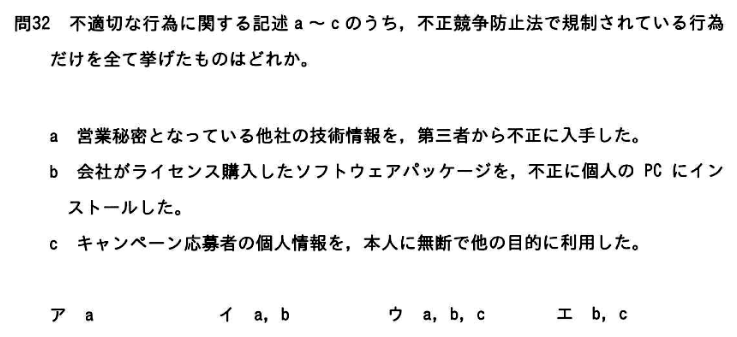 問32 不適切な行為に関する記述 a ～ c のうち，不正競争防止法で規制されている行為
だけを全て挙げたものはどれか。
a 営業秘密となっている他社の技術情報を，第三者から不正に入手した。
b 会社がライセンス購入したソフトウェアパッケージを，不正に個人の PC にイン
ストールした。
c キャンペーン応募者の個人情報を，本人に無断で他の目的に利用した。
ア a イ a，b ウ a，b，c エ b，c